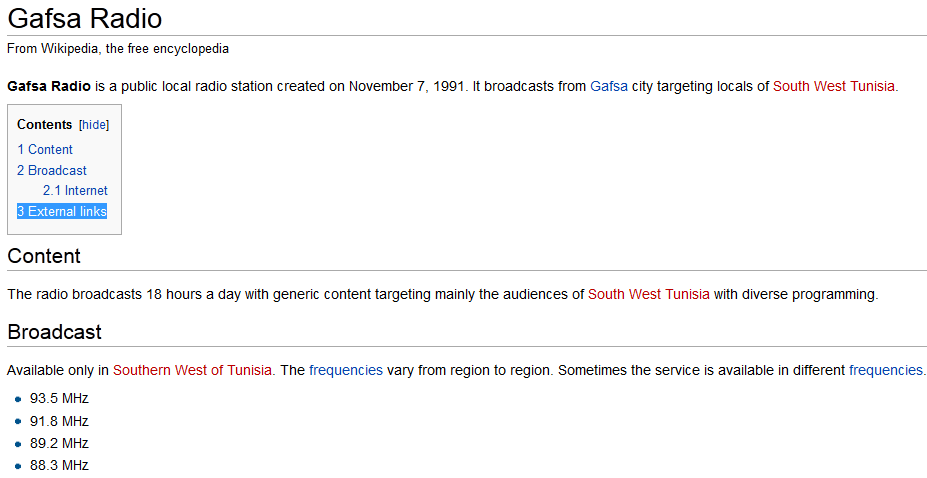 Gafsa Radio
From Wikipedia, the free encyclopedia
Gafsa Radio is a public local radio station created on November 7, 1991. It broadcasts from Gafsa city targeting locals of South West Tunisia.
Contents [hide]
1 Content
2 Broadcast
2.1 Internet
3 External links
Content
The radio broadcasts 18 hours a day with generic content targeting mainly the audiences of South West Tunisia with diverse programming.
Broadcast
Available only in Southern West of Tunisia. The frequencies vary from region to region. Sometimes the service is available in different frequencies.
• 93.5 MHz
• 91.8 MHz
• 89.2 MHz
• 88.3 MHz